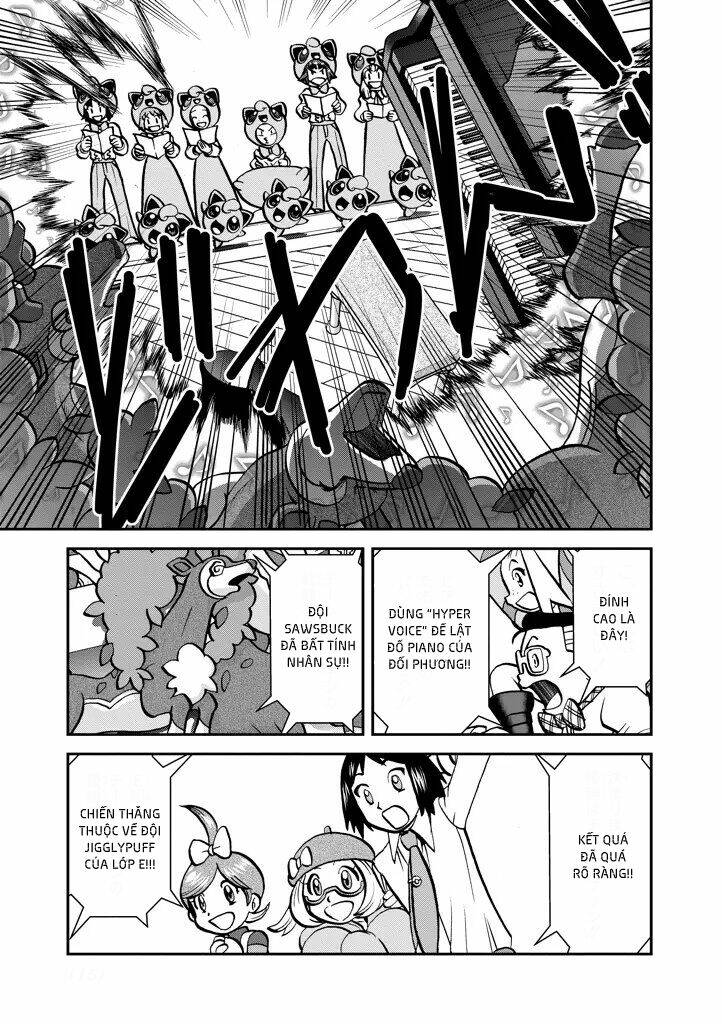 ĐÍNH
CAO LÀ
ĐÂY!
DÙNG "HYPER
VOICE" ĐỂ LẬT
ĐỔ PIANO CỦA
ĐỐI PHƯƠNG!!
ĐỘI
SAWSBUCK
ĐÃ BẤT TỈNH
NHÂN SỰ!!
KẾT QUẢ
ĐÃ QUÁ
RÕ RÀNG!!
CHIẾN THẮNG
THUỘC VỀ ĐỘI
JIGGLYPUFF
CỦA LỚP E!!!